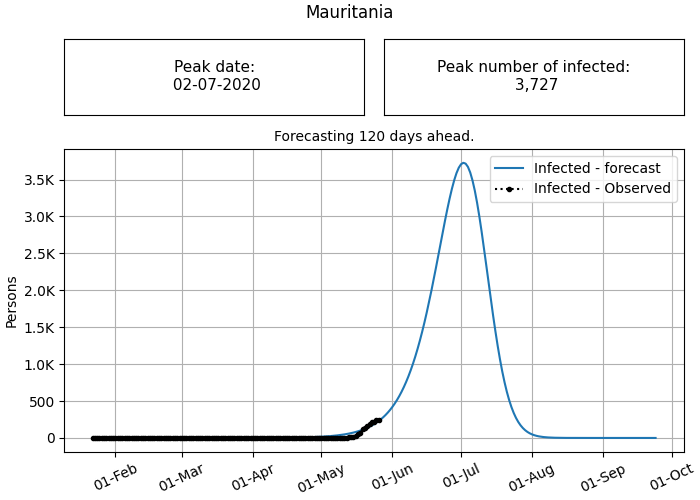 Mauritania
Peak date:
02-07-2020
Peak number of infected:
3,727
Forecasting 120 days ahead.
Infected - forecast
Infected - Observed
3.5K
3.0K
2.5K
2.0K
1.5K
1.0K
500
0
Persons
01-Feb
01-Mar
01-Apr
01-May
01-Jun
01-Jul
01-Aug
01-Sep
01-Oct